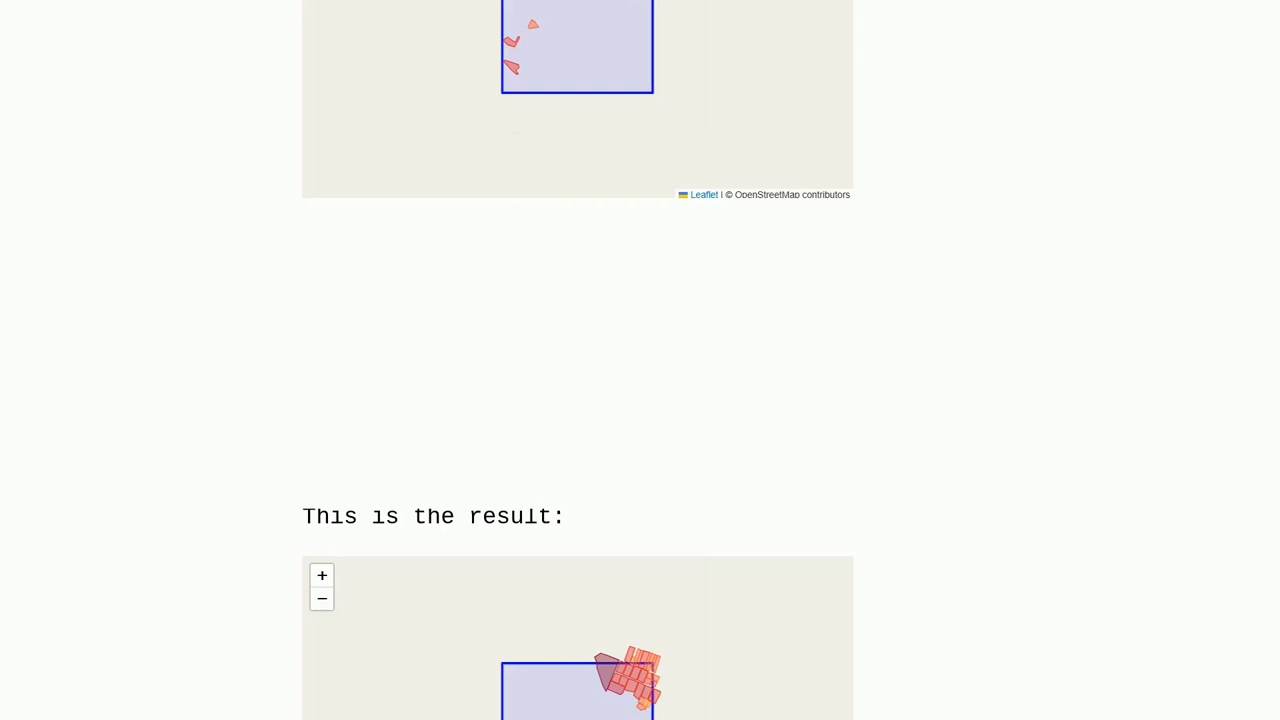 Leaflet | © OpenStreetMap contributors
This is the result:
+
−